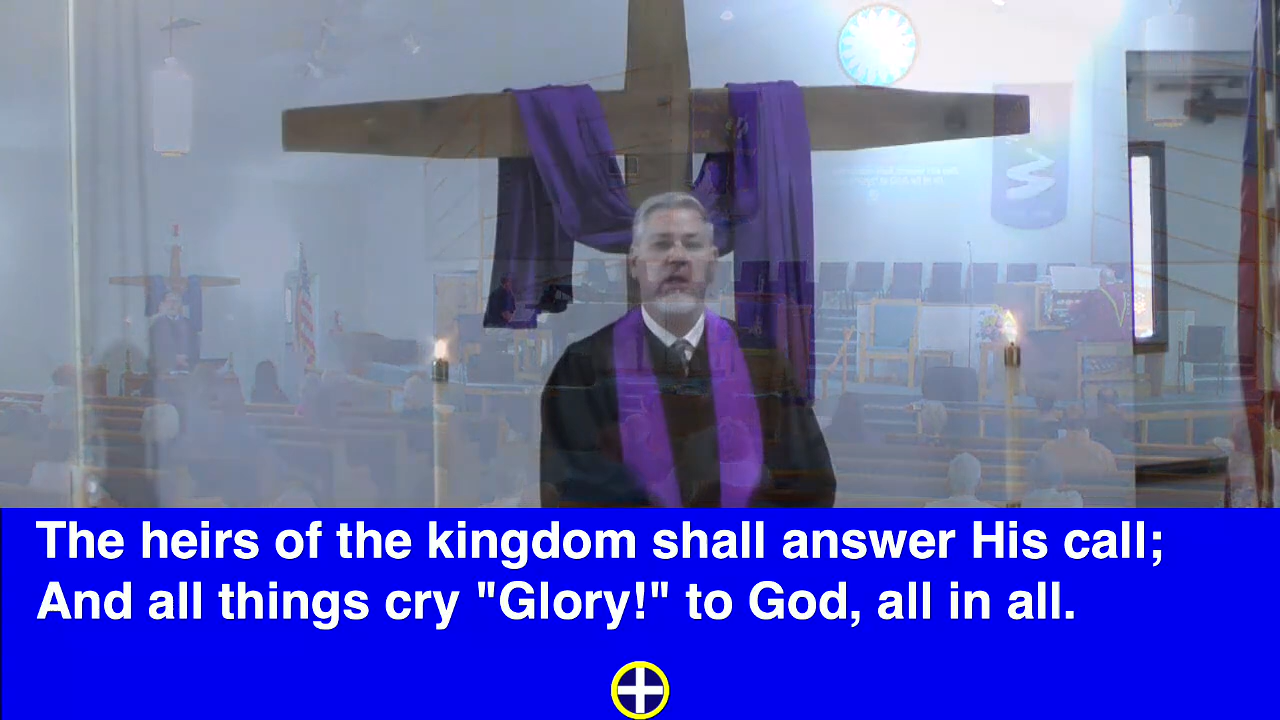 The heirs of the kingdom shall answer His call;
And all things cry "Glory!" to God, all in all.